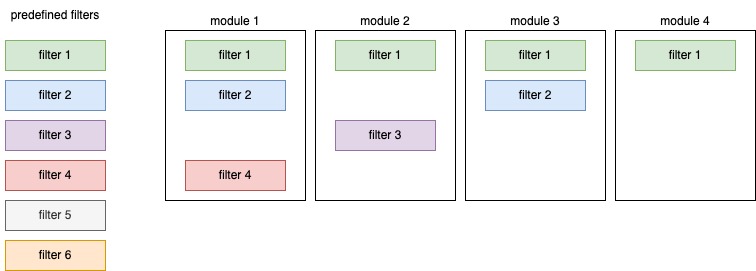 predefined filters
filter 1
filter 2
filter 3
filter 4
filter 5
filter 6
module 1
filter 1
filter 2
filter 4
module 2
filter 1
filter 3
module 3
filter 1
filter 2
module 4
filter 1